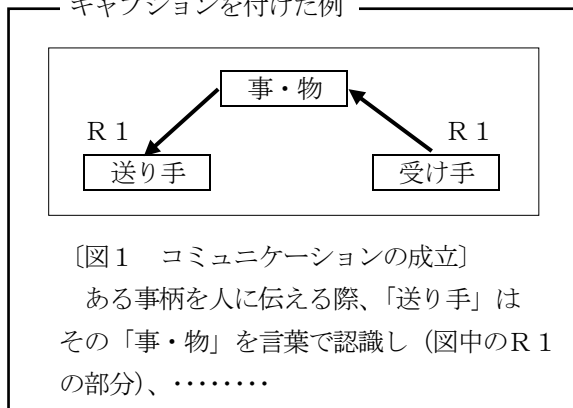 キャプションを付けた例
事・物
R1 R1
送り手 受け手
〔図1 コミュニケーションの成立〕
ある事柄を人に伝える際、「送り手」は
その「事・物」を言葉で認識し(図中のR1
の部分)、・・・・・・・・